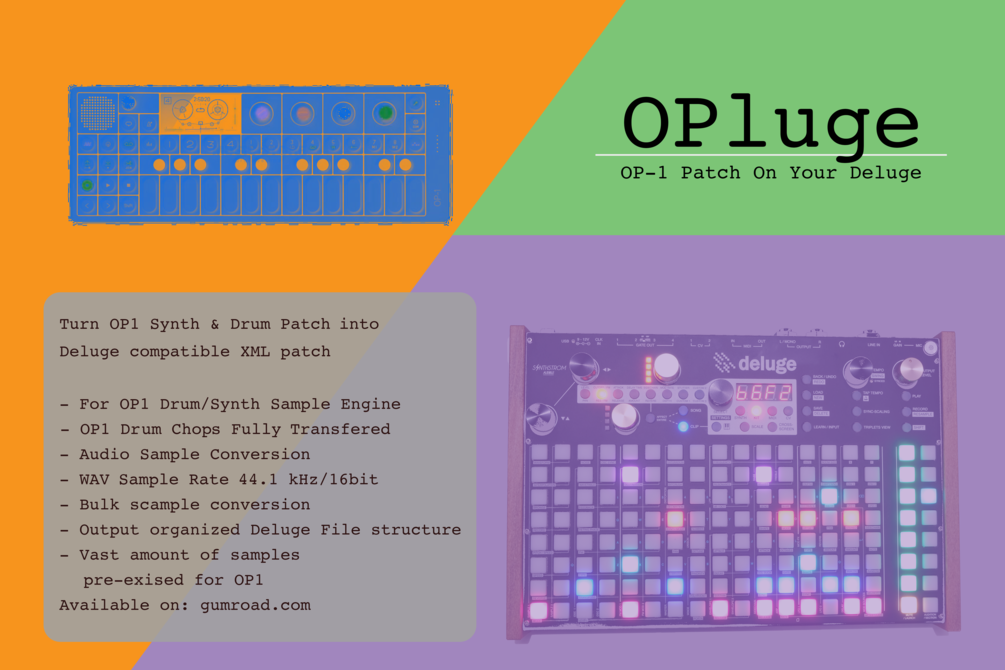 OPluge
OP-1 Patch On Your Deluge
Turn OP1 Synth & Drum Patch into
Deluge compatible XML patch
- For OP1 Drum/Synth Sample Engine
- OP1 Drum Chops Fully Transfered
- Audio Sample Conversion
- WAV Sample Rate 44.1 kHz/16bit
- Bulk scample conversion
- Output organized Deluge File structure
- Vast amount of samples
pre-exised for OP1
Available on: gumroad.com
deluge